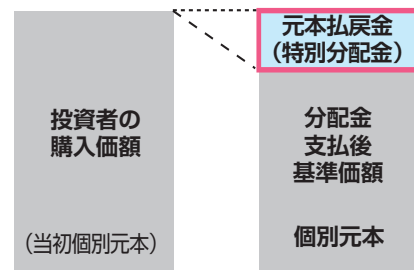 投資者の
購入価額
（当初個別元本）
元本払戻金
（特別分配金）
分配金
支払後
基準価額
個別元本